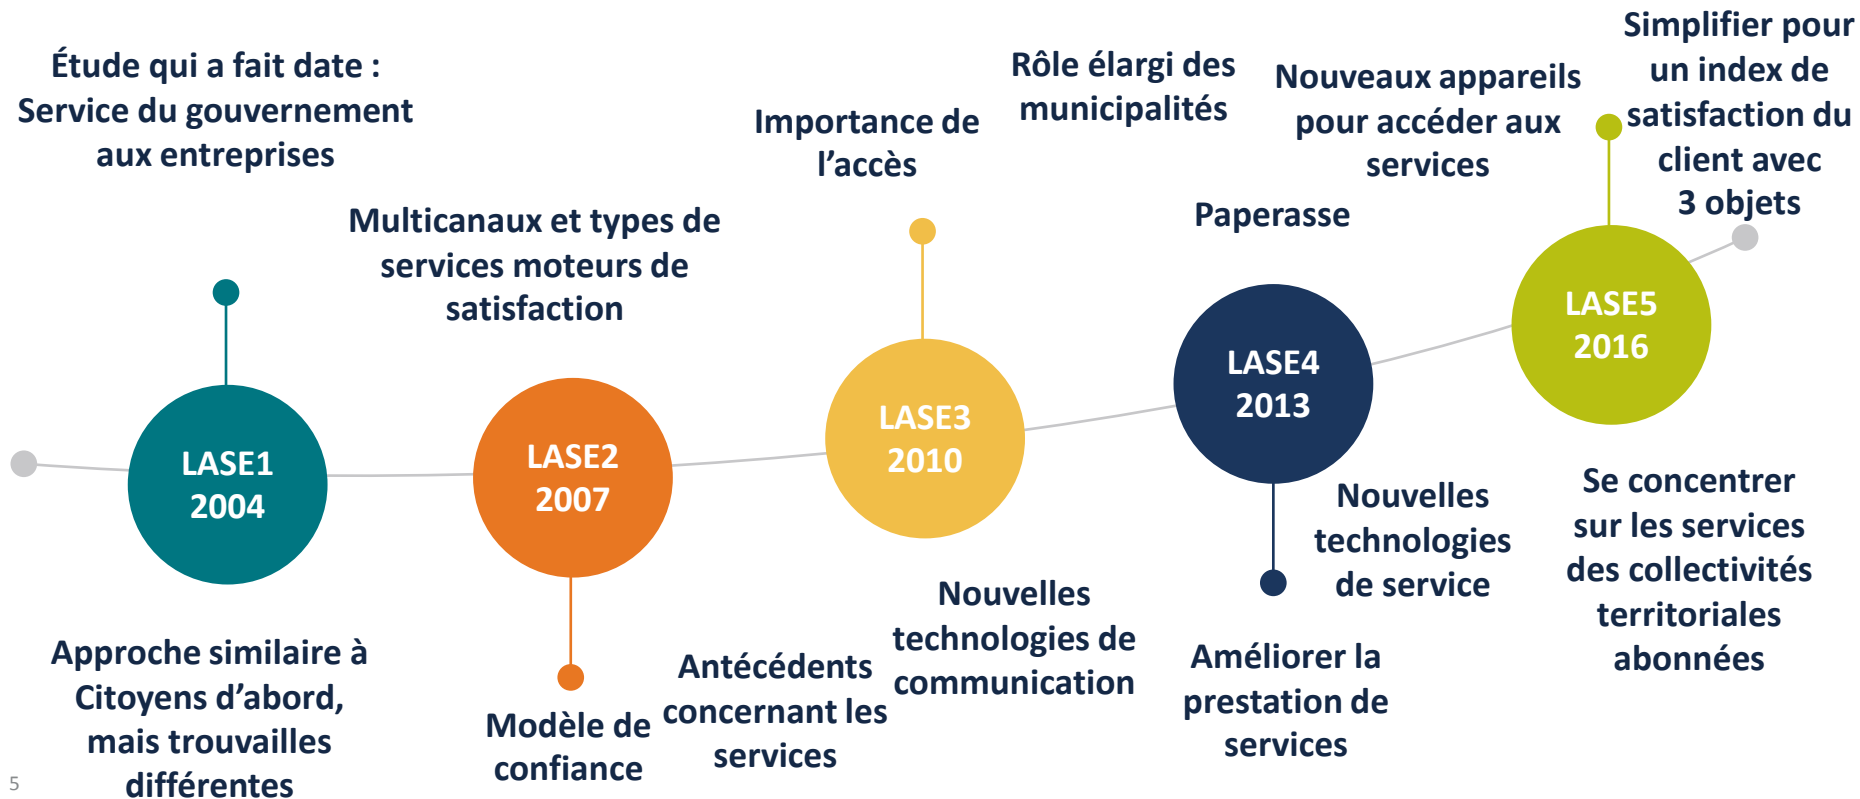 Étude qui a fait date :
Service du gouvernement
aux entreprises
LASE1
2004
Approche similaire à
Citoyens d’abord,
mais trouvailles
différentes
Multicanaux et types de
services moteurs de
satisfaction
LASE2
2007
Modèle de
confiance
Antécédents
concernant les
services
Importance de
l’accès
LASE3
2010
Nouvelles
technologies de
communication
Rôle élargi des
municipalités
Paperasse
LASE4
2013
Améliorer la
prestation de
services
Nouvelles
technologies
de service
Nouveaux appareils
pour accéder aux
services
Simplifier pour
un index de
satisfaction du
client avec
3 objets
LASE5
2016
Se concentrer
sur les services
des collectivités
territoriales
abonnées
5